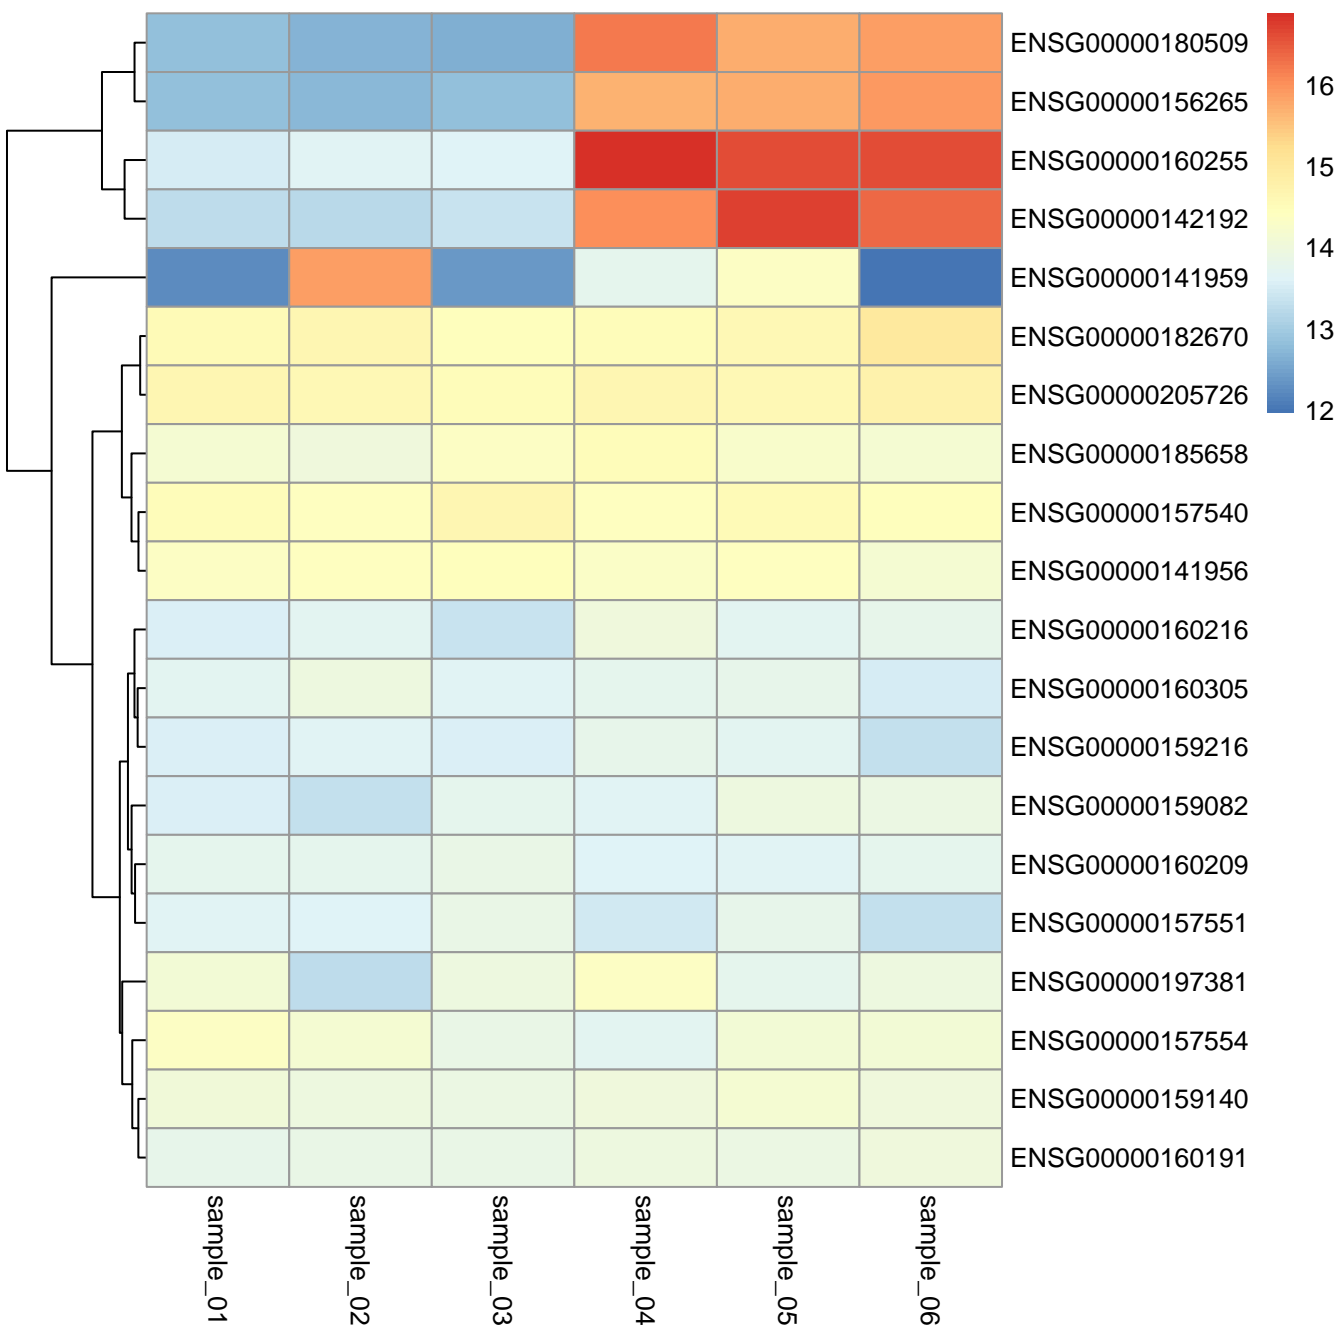 ENSG00000180509
ENSG00000156265
ENSG00000160255
ENSG00000142192
ENSG00000141959
ENSG00000182670
ENSG00000205726
ENSG00000185658
ENSG00000157540
ENSG00000141956
ENSG00000160216
ENSG00000160305
ENSG00000159216
ENSG00000159082
ENSG00000160209
ENSG00000157551
ENSG00000197381
ENSG00000157554
ENSG00000159140
ENSG00000160191
16
15
14
13
12
sample_01
sample_02
sample_03
sample_04
sample_05
sample_06